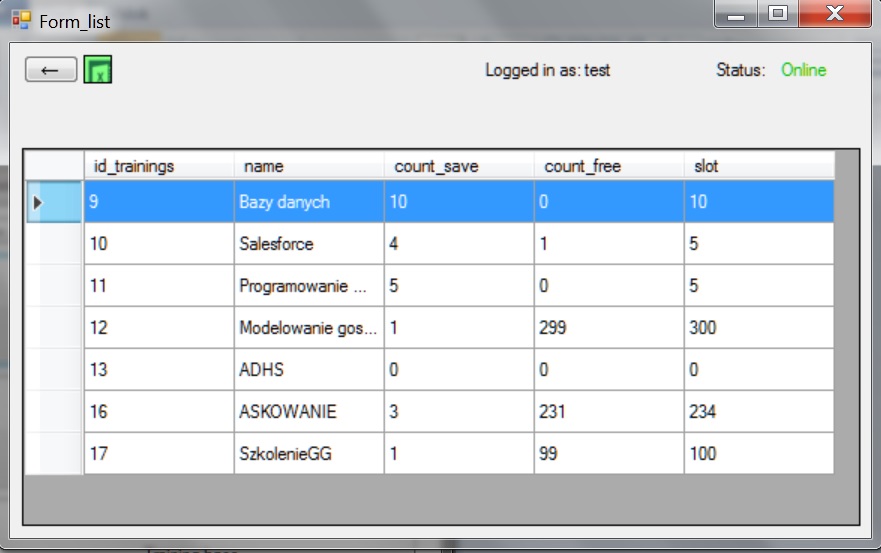 Form_list
←
Logged in as: test Status: Online
id_trainings name count_save count_free slot
9 Bazy danych 10 0 10
10 Salesforce 4 1 5
11 Programowanie ... 5 0 5
12 Modelowanie gos... 1 299 300
13 ADHS 0 0 0
16 ASKOWANIE 3 231 234
17 SzkolenieGG 1 99 100